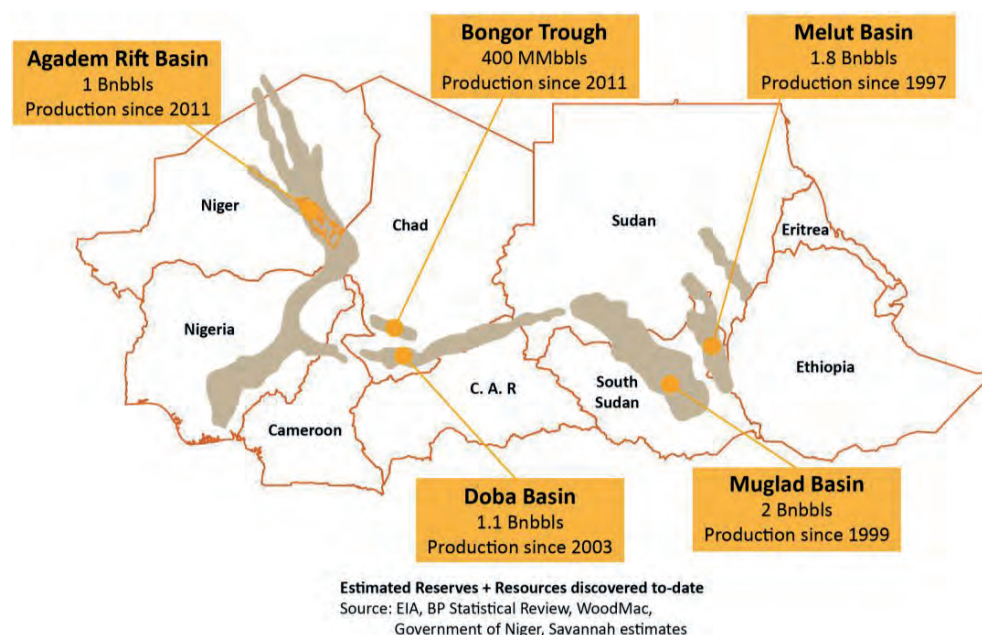 Agadem Rift Basin
1 Bnbbls
Production since 2011
Bongor Trough
400 MMbbls
Production since 2011
Melut Basin
1.8 Bnbbls
Production since 1997
Niger
Chad
Sudan
Eritrea
Nigeria
Ethiopia
C. A. R
South
Sudan
Cameroon
Doba Basin
1.1 Bnbbls
Production since 2003
Muglad Basin
2 Bnbbls
Production since 1999
Estimated Reserves + Resources discovered to-date
Source: EIA, BP Statistical Review, WoodMac,
Government of Niger, Savannah estimates